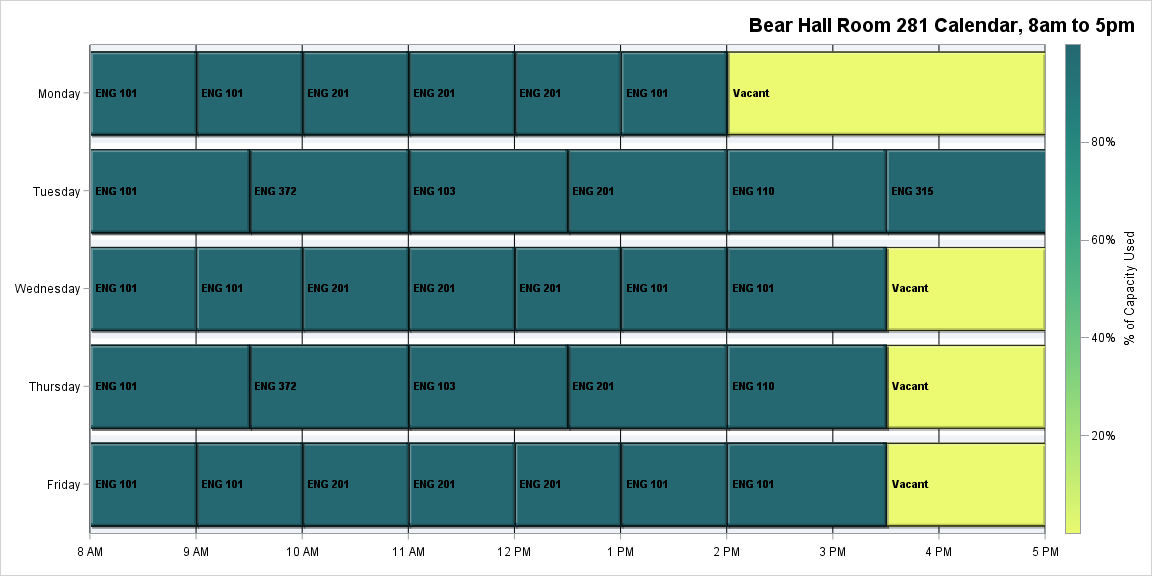 Bear Hall Room 281 Calendar, 8am to 5pm
Monday ENG 101 ENG 101 ENG 201 ENG 201 ENG 201 ENG 101 Vacant
Tuesday ENG 101 ENG 372 ENG 103 ENG 201 ENG 110 ENG 315
Wednesday ENG 101 ENG 101 ENG 201 ENG 201 ENG 201 ENG 101 ENG 101 Vacant
Thursday ENG 101 ENG 372 ENG 103 ENG 201 ENG 110 Vacant
Friday ENG 101 ENG 101 ENG 201 ENG 201 ENG 201 ENG 101 ENG 101 Vacant
8 AM 9 AM 10 AM 11 AM 12 PM 1 PM 2 PM 3 PM 4 PM 5 PM
80%
60%
40%
20%
% of Capacity Used